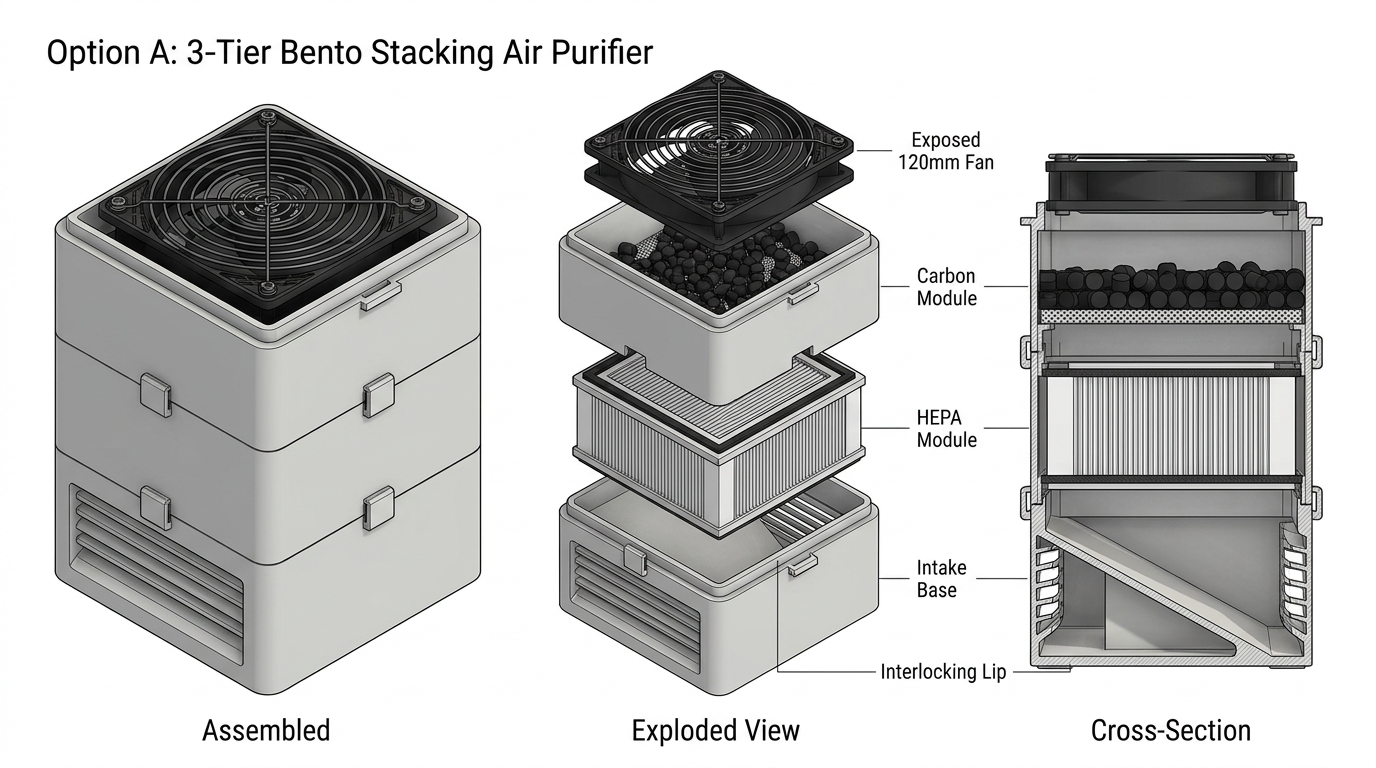 Option A: 3-Tier Bento Stacking Air Purifier
Exposed
120mm Fan
Carbon
Module
HEPA
Module
Intake
Base
Interlocking Lip
Assembled
Exploded View
Cross-Section